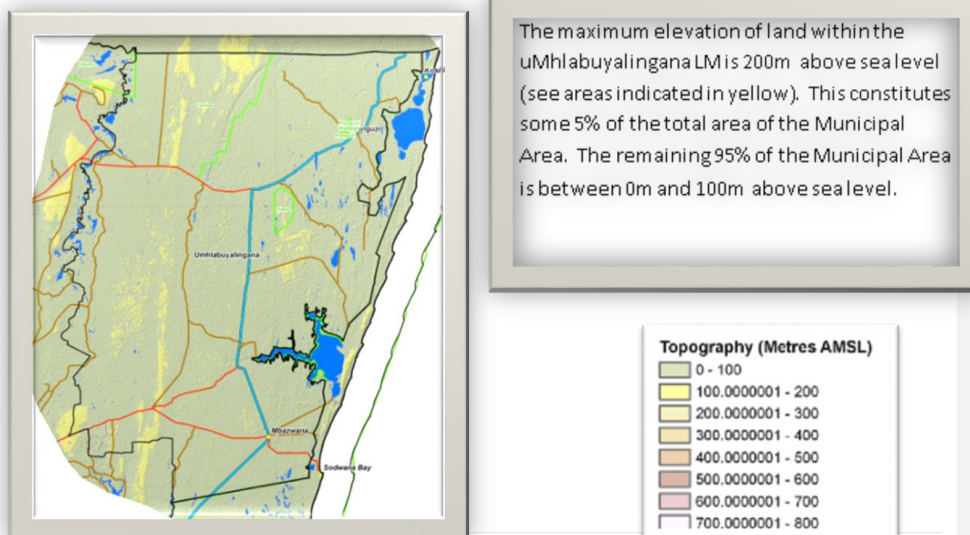 The maximum elevation of land within the
uMhlabuyalingana LM is 200m above sea level
(see areas indicated in yellow). This constitutes
some 5% of the total area of the Municipal
Area. The remaining 95% of the Municipal Area
is between 0m and 100m above sea level.
Umhlabuyalingana
Mbazwana
Sodwana Bay
Topography (Metres AMSL)
0 - 100
100.0000001 - 200
200.0000001 - 300
300.0000001 - 400
400.0000001 - 500
500.0000001 - 600
600.0000001 - 700
700.0000001 - 800